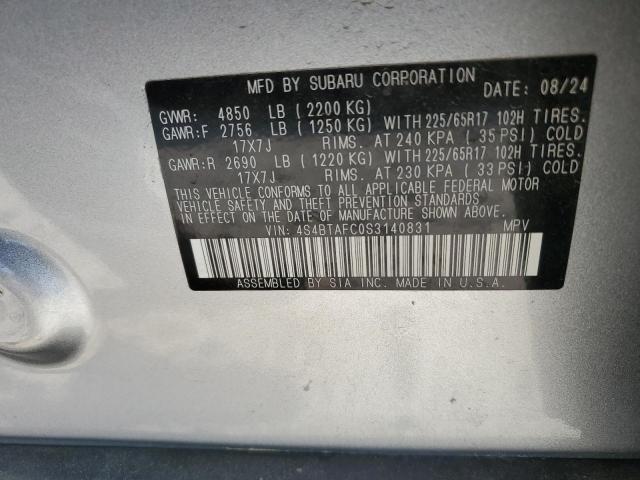 MFD BY SUBARU CORPORATION DATE: 08/24
GVWR: 4850 LB (2200 KG)
GAWR:F 2756 LB (1250 KG) WITH 225/65R17 102H TIRES.
17X7J RIMS. AT 240 KPA (35 PSI) COLD
GAWR:R 2690 LB (1220 KG) WITH 225/65R17 102H TIRES.
17X7J RIMS. AT 230 KPA (33 PSI) COLD
THIS VEHICLE CONFORMS TO ALL APPLICABLE FEDERAL MOTOR
VEHICLE SAFETY AND THEFT PREVENTION STANDARDS
IN EFFECT ON THE DATE OF MANUFACTURE SHOWN ABOVE.
VIN: 4S4BTAFC0S3140831 MPV
ASSEMBLED BY SIA INC. MADE IN U.S.A.